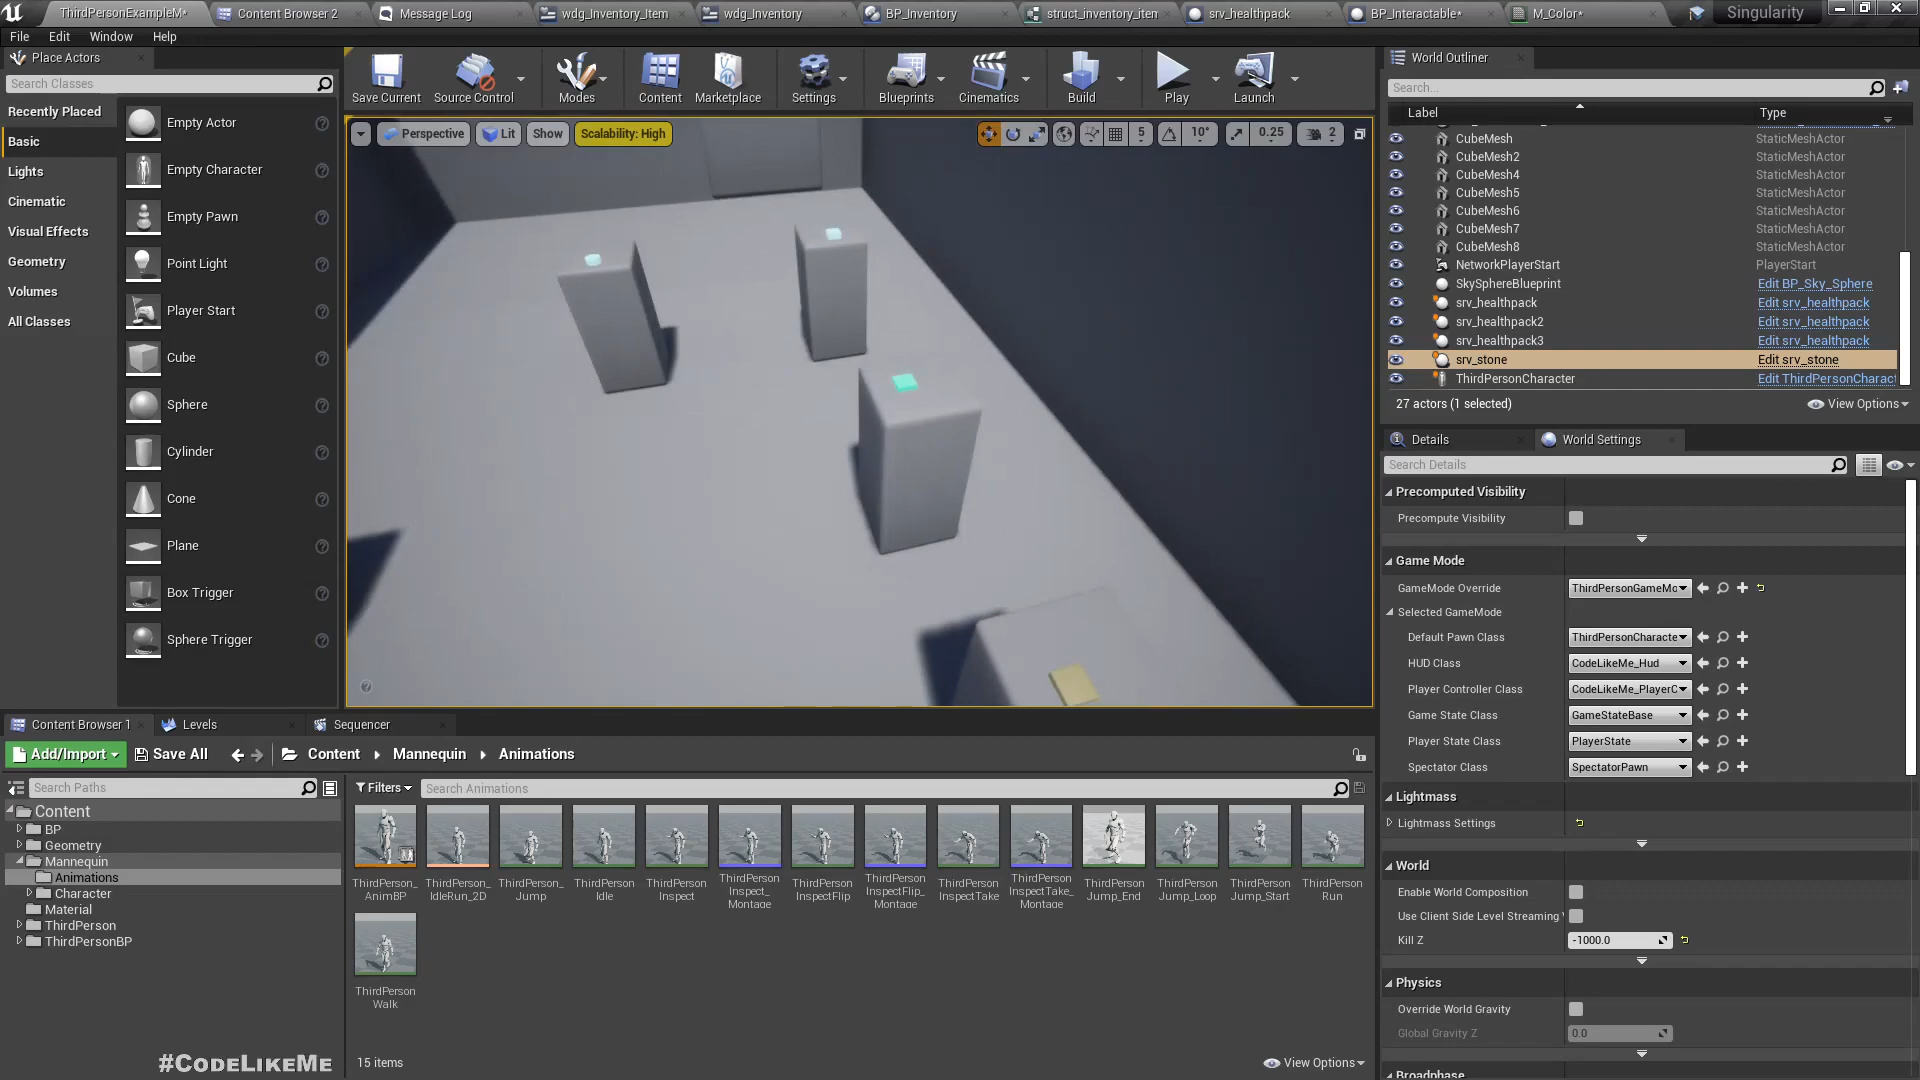 ThirdPersonExampleM*
Content Browser 2
Message Log
wdg_Inventory_Item
wdg_Inventory
BP_Inventory
struct_inventory_item
srv_healthpack
BP_Interactable*
M_Color*
Singularity
File
Edit
Window
Help
Place Actors
Search Classes
Recently Placed
Basic
Lights
Cinematic
Visual Effects
Geometry
Volumes
All Classes
Empty Actor
Empty Character
Empty Pawn
Point Light
Player Start
Cube
Sphere
Cylinder
Cone
Plane
Box Trigger
Sphere Trigger
Save Current
Source Control
Modes
Content
Marketplace
Settings
Blueprints
Cinematics
Build
Play
Launch
Perspective
Lit
Show
Scalability: High
5
10°
0.25
2
World Outliner
Search...
Label
Type
CubeMesh StaticMeshActor
CubeMesh2 StaticMeshActor
CubeMesh4 StaticMeshActor
CubeMesh5 StaticMeshActor
CubeMesh6 StaticMeshActor
CubeMesh7 StaticMeshActor
CubeMesh8 StaticMeshActor
NetworkPlayerStart PlayerStart
SkySphereBlueprint Edit BP_Sky_Sphere
srv_healthpack Edit srv_healthpack
srv_healthpack2 Edit srv_healthpack
srv_healthpack3 Edit srv_healthpack
srv_stone Edit srv_stone
ThirdPersonCharacter Edit ThirdPersonCharact
27 actors (1 selected)
View Options
Details
World Settings
Search Details
Precomputed Visibility
Precompute Visibility
Game Mode
GameMode Override ThirdPersonGameMo
Selected GameMode
Default Pawn Class ThirdPersonCharacte
HUD Class CodeLikeMe_Hud
Player Controller Class CodeLikeMe_PlayerC
Game State Class GameStateBase
Player State Class PlayerState
Spectator Class SpectatorPawn
Lightmass
Lightmass Settings
World
Enable World Composition
Use Client Side Level Streaming
Kill Z -1000.0
Physics
Override World Gravity
Global Gravity Z 0.0
Broadphase
Content Browser 1
Levels
Sequencer
Add/Import
Save All
Content
Mannequin
Animations
Search Paths
Filters
Search Animations
Content
BP
Geometry
Mannequin
Animations
Character
Material
ThirdPerson
ThirdPersonBP
ThirdPerson_
AnimBP
ThirdPerson_
IdleRun_2D
ThirdPerson_
Jump
ThirdPerson
Idle
ThirdPerson
Inspect
ThirdPerson
Inspect_
Montage
ThirdPerson
InspectFlip
ThirdPerson
InspectFlip_
Montage
ThirdPerson
InspectTake
ThirdPerson
InspectTake_
Montage
ThirdPerson
Jump_End
ThirdPerson
Jump_Loop
ThirdPerson
Jump_Start
ThirdPerson
Run
ThirdPerson
Walk
15 items
View Options
#CodeLikeMe